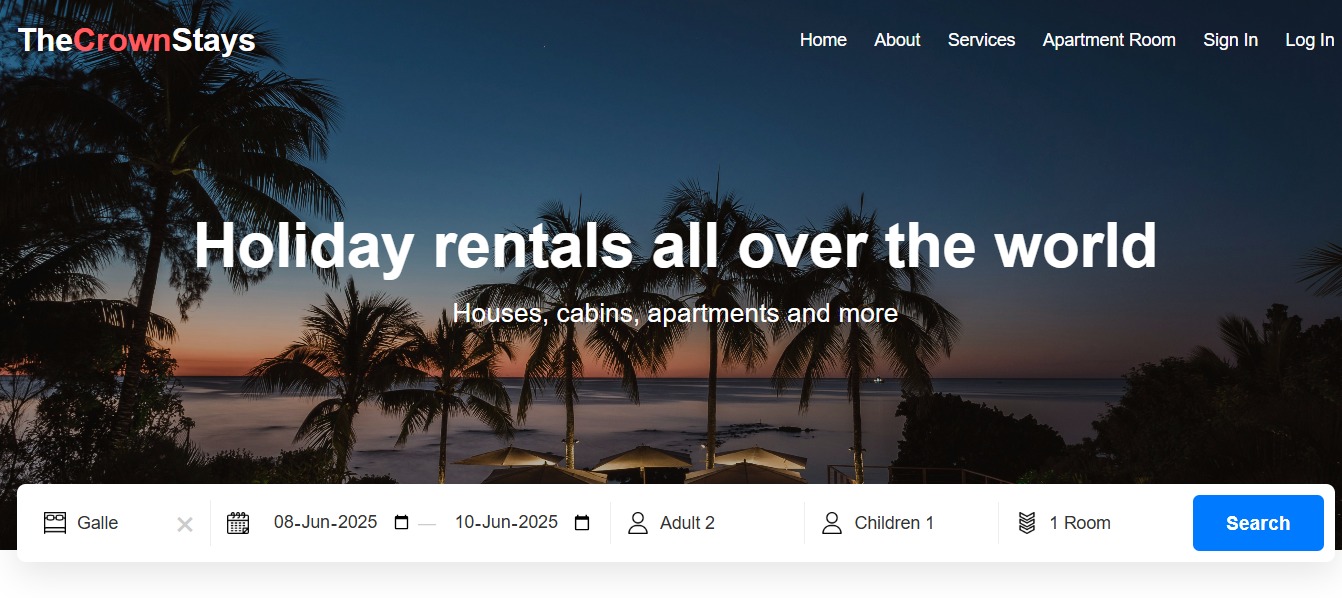 TheCrownStays
Home About Services Apartment Room Sign In Log In
Holiday rentals all over the world
Houses, cabins, apartments and more
Galle × 08-Jun-2025 — 10-Jun-2025 Adult 2 Children 1 1 Room Search